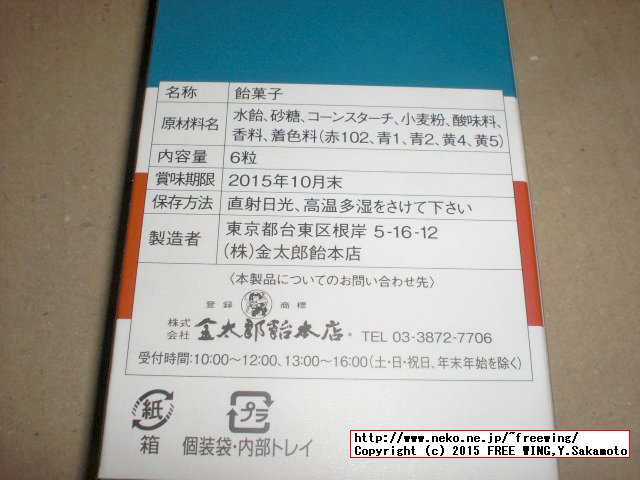 名称 飴菓子
原材料名 水飴、砂糖、コーンスターチ、小麦粉、酸味料、
香料、着色料(赤102、青1、青2、黄4、黄5)
内容量 6粒
賞味期限 2015年10月末
保存方法 直射日光、高温多湿をさけて下さい
製造者 東京都台東区根岸 5-16-12
(株)金太郎飴本店
〈本製品についてのお問い合わせ先〉
登録 商標
株式会社 金太郎飴本店 TEL 03-3872-7706
受付時間:10:00〜12:00、13:00〜16:00(土・日・祝日、年末年始を除く)
紙 プラ
箱 個装袋・内部トレイ
http://www.neko.ne.jp/~freewing/
Copyright (c) 2015 FREE WING,Y.Sakamoto